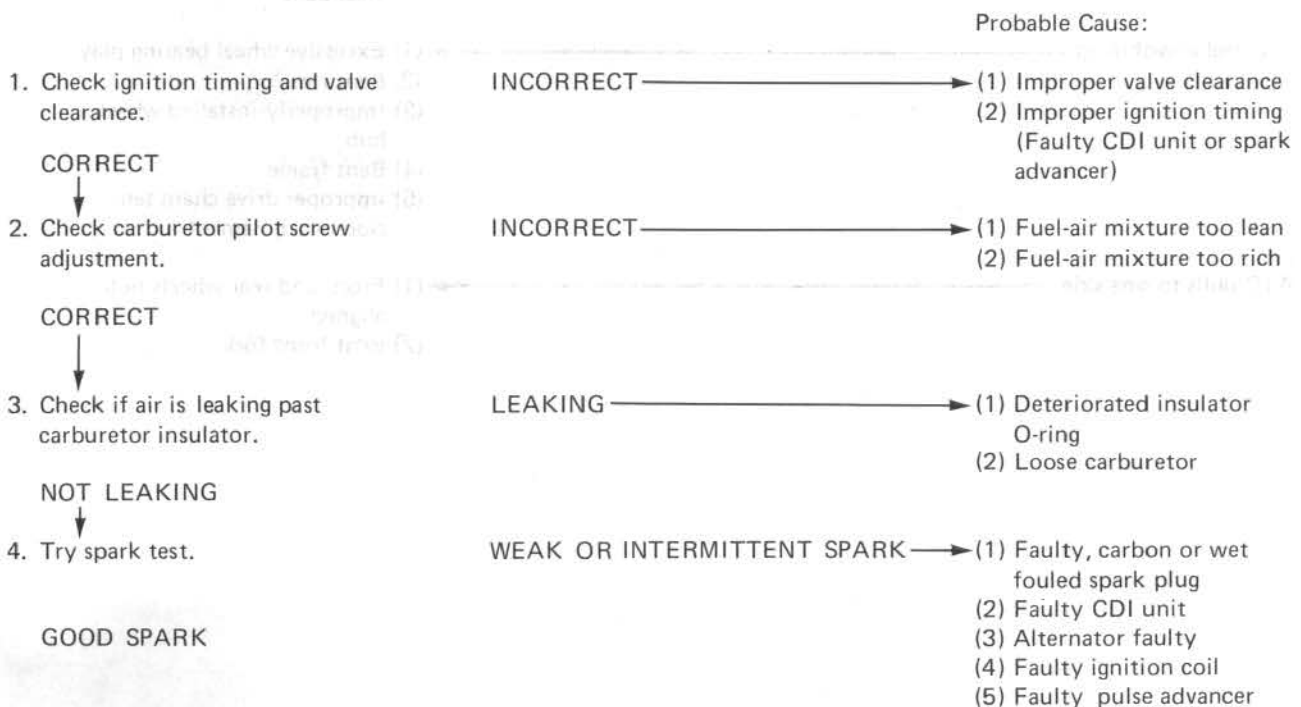 Probable Cause:
1. Check ignition timing and valve
clearance.
INCORRECT
(1) Improper valve clearance
(2) Improper ignition timing
(Faulty CDI unit or spark
advancer)
CORRECT
2. Check carburetor pilot screw
adjustment.
INCORRECT
(1) Fuel-air mixture too lean
(2) Fuel-air mixture too rich
CORRECT
3. Check if air is leaking past
carburetor insulator.
LEAKING
(1) Deteriorated insulator
O-ring
(2) Loose carburetor
NOT LEAKING
4. Try spark test.
WEAK OR INTERMITTENT SPARK
(1) Faulty, carbon or wet
fouled spark plug
(2) Faulty CDI unit
(3) Alternator faulty
(4) Faulty ignition coil
(5) Faulty pulse advancer
GOOD SPARK